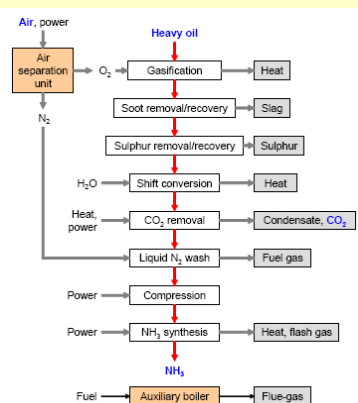 Air, power
Heavy oil
Air
separation
unit
O₂
Gasification
Heat
Soot removal/recovery
Slag
N₂
Sulphur removal/recovery
Sulphur
H₂O
Shift conversion
Heat
Heat,
power
CO₂ removal
Condensate, CO₂
Liquid N₂ wash
Fuel gas
Power
Compression
Power
NH₃ synthesis
Heat, flash gas
NH₃
Fuel
Auxiliary boiler
Flue-gas